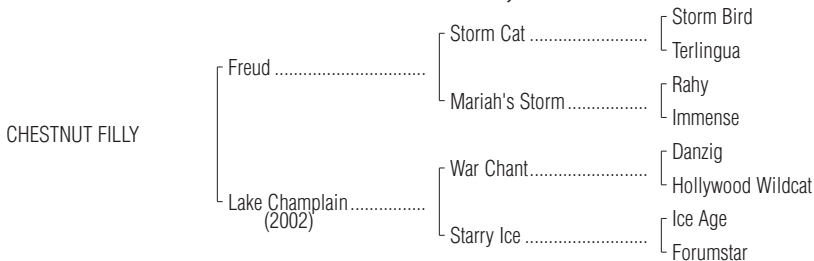 Storm Bird
Storm Cat ..........................
Terlingua
Freud ................................
Rahy
Mariah's Storm.................
Immense
CHESTNUT FILLY
Danzig
War Chant.........................
Hollywood Wildcat
Lake Champlain................
(2002)
Ice Age
Starry Ice ..........................
Forumstar